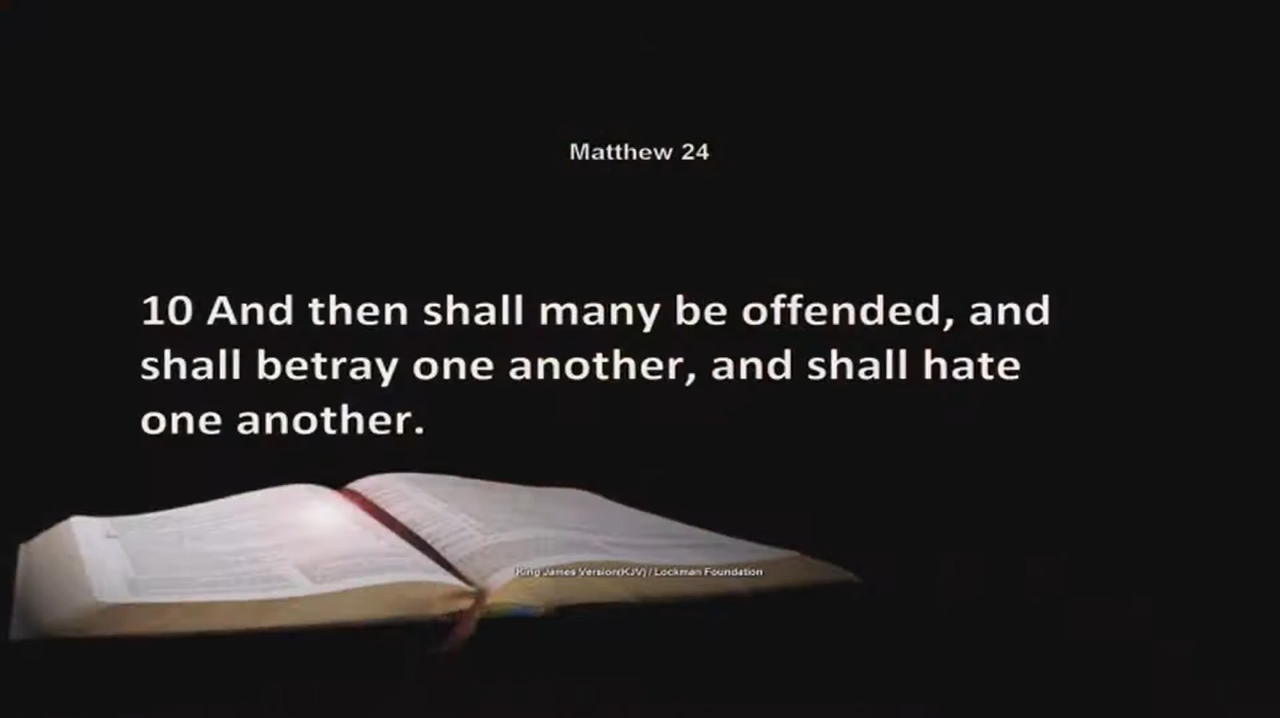 Matthew 24
10 And then shall many be offended, and
shall betray one another, and shall hate
one another.
King James Version(KJV) / Lockman Foundation